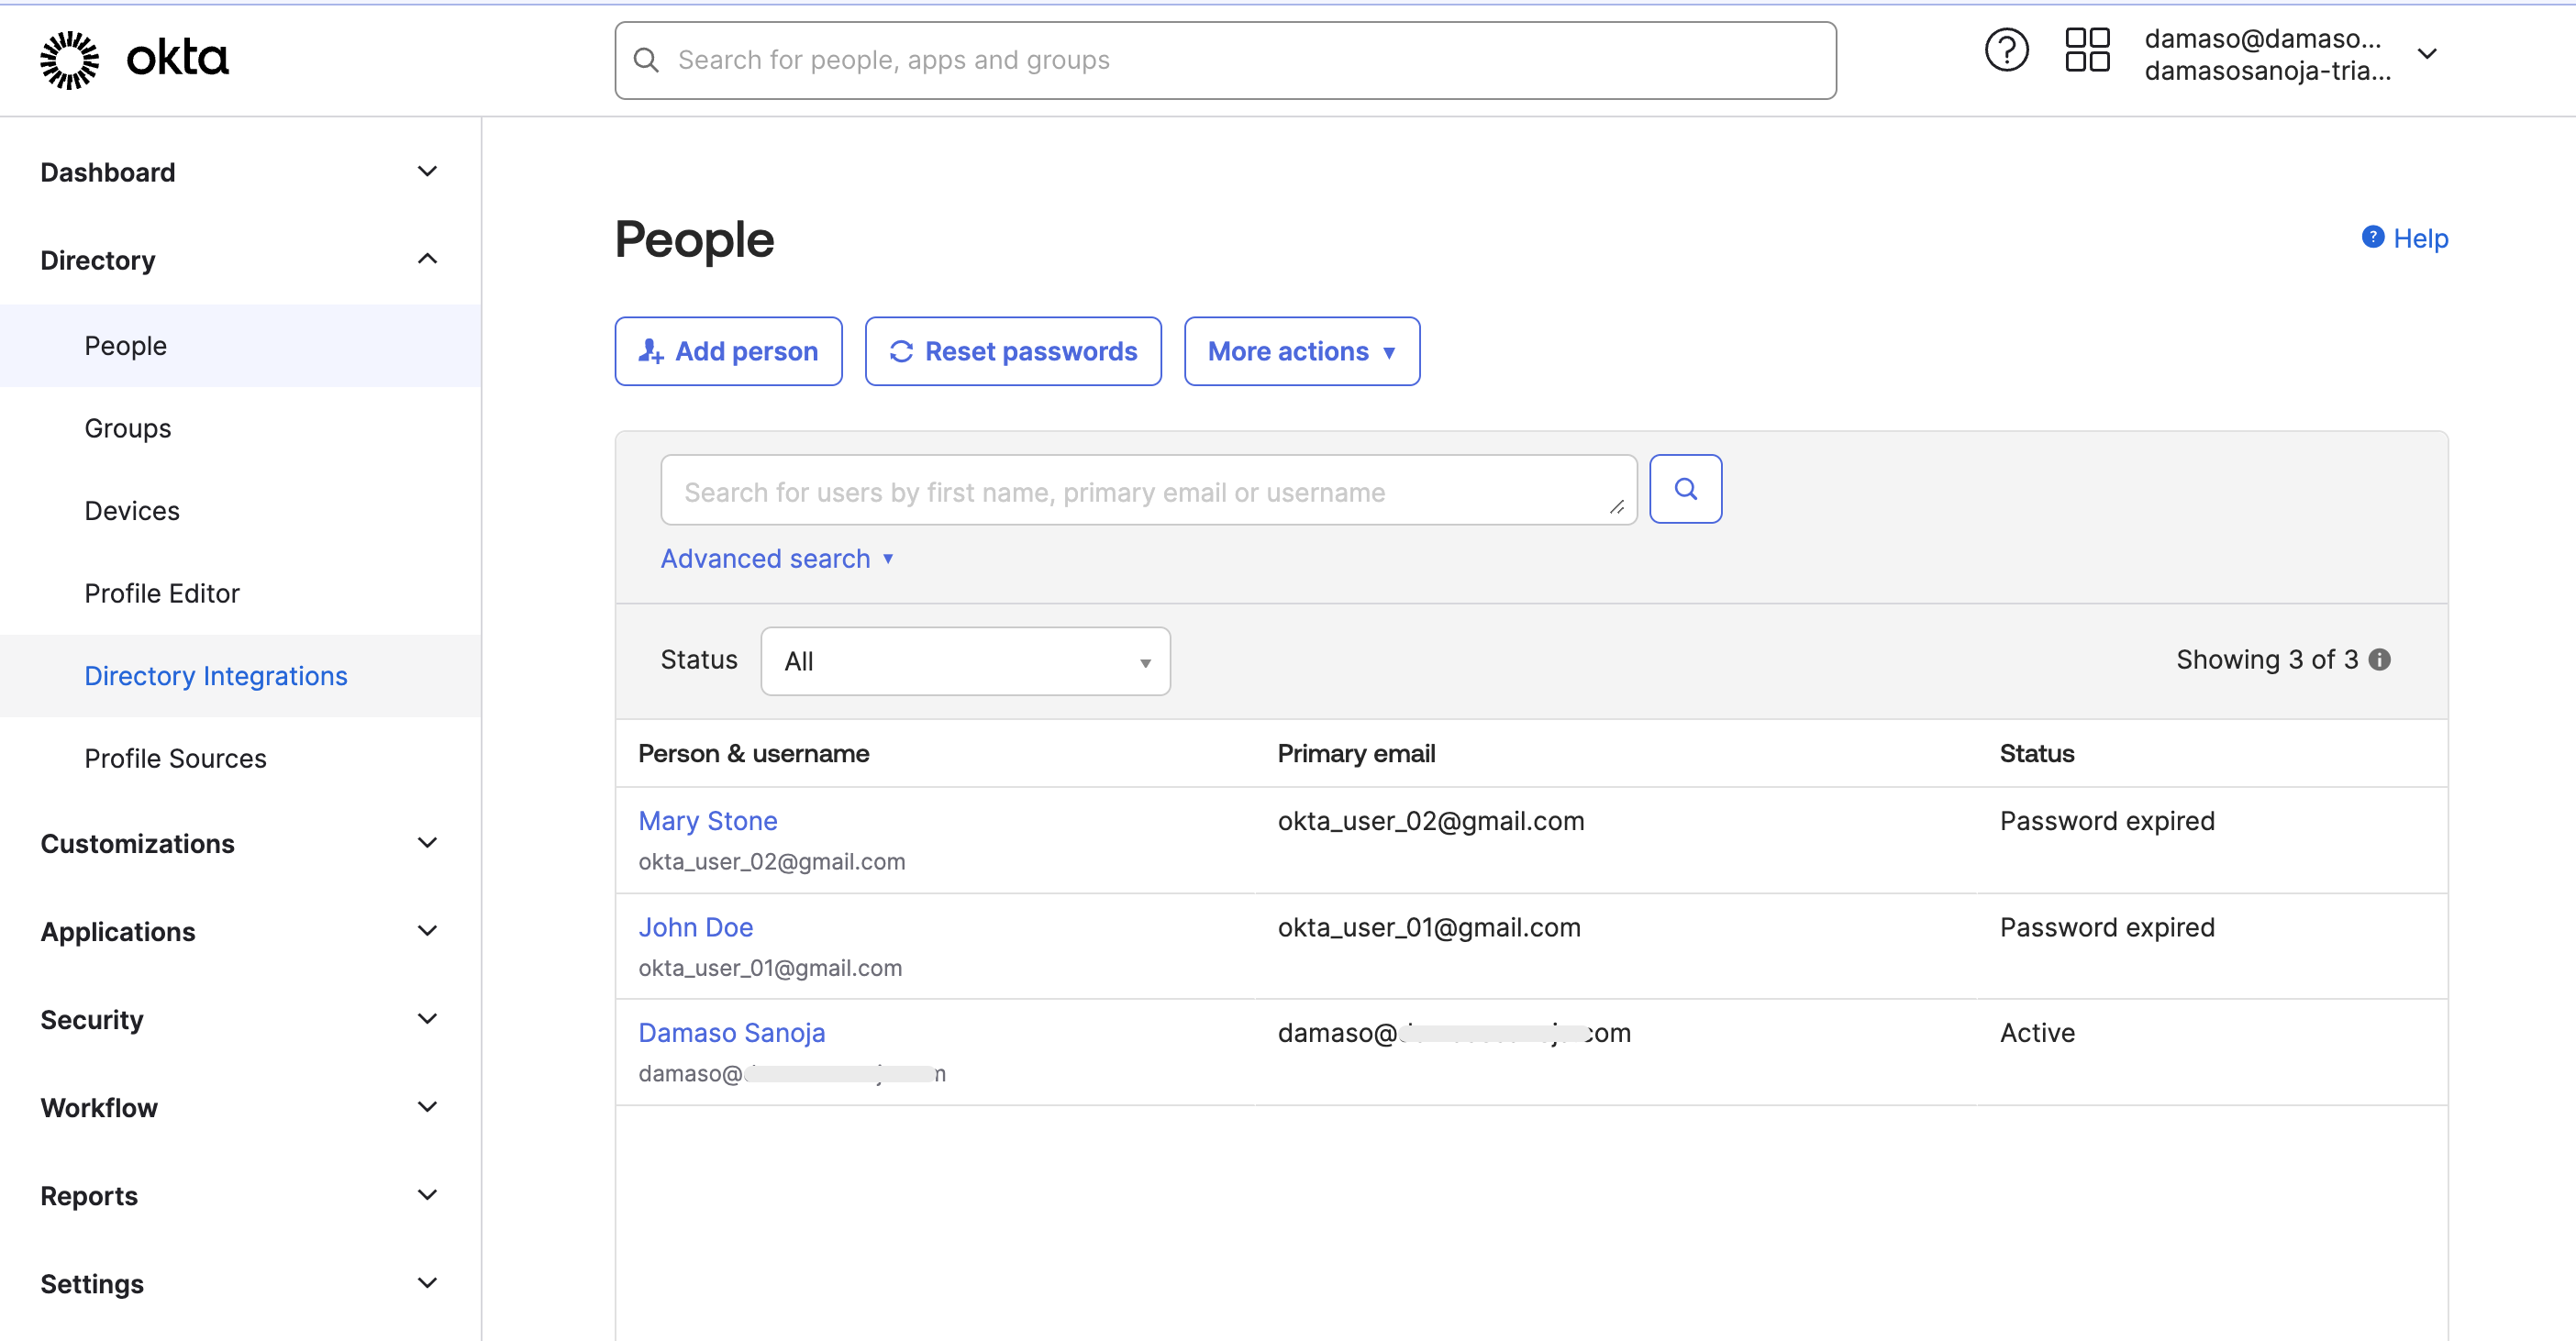 okta
Search for people, apps and groups
damaso@damaso...
damasosanoja-tria...
Dashboard
Directory
People
Groups
Devices
Profile Editor
Directory Integrations
Profile Sources
Customizations
Applications
Security
Workflow
Reports
Settings
People
Help
Add person
Reset passwords
More actions
Search for users by first name, primary email or username
Advanced search
Status All
Showing 3 of 3
Person & username Primary email Status
Mary Stone okta_user_02@gmail.com Password expired
okta_user_02@gmail.com
John Doe okta_user_01@gmail.com Password expired
okta_user_01@gmail.com
Damaso Sanoja damaso@ com Active
damaso@